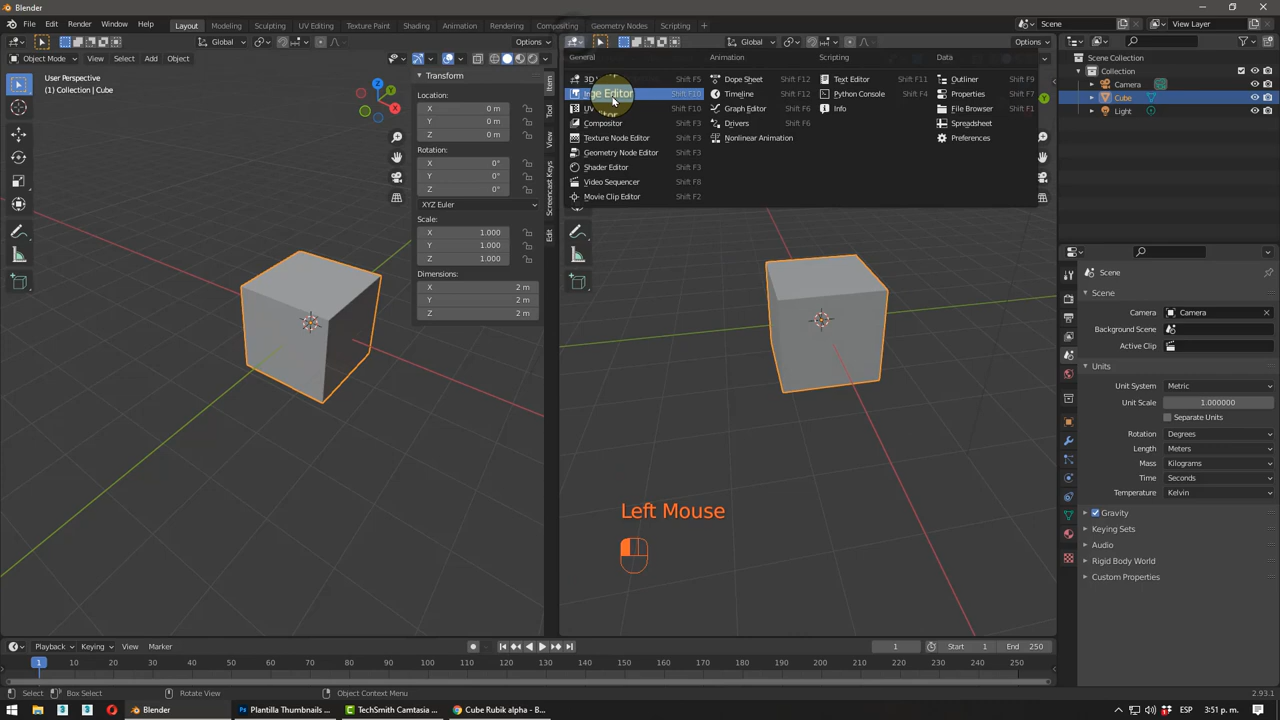 Blender
File Edit Render Window Help Layout Modeling Sculpting UV Editing Texture Paint Shading Animation Rendering Compositing Geometry Nodes Scripting + Scene View Layer
Global Options Global Options
Object Mode View Select Add Object
User Perspective
(1) Collection | Cube
Z
Y
X
Transform
Location:
X 0 m
Y 0 m
Z 0 m
Rotation:
X 0°
Y 0°
Z 0°
XYZ Euler
Scale:
X 1.000
Y 1.000
Z 1.000
Dimensions:
X 2 m
Y 2 m
Z 2 m
Item
Tool
View
Screencast Keys
Edit
General
Shift F5
Image Editor Shift F10
UV Shift F10
Compositor Shift F3
Texture Node Editor Shift F3
Geometry Node Editor Shift F3
Shader Editor Shift F3
Video Sequencer Shift F8
Movie Clip Editor Shift F2
Animation
Dope Sheet Shift F12
Timeline Shift F12
Graph Editor Shift F6
Drivers Shift F6
Nonlinear Animation
Scripting
Text Editor Shift F11
Python Console Shift F4
Info
Data
Outliner Shift F9
Properties Shift F7
File Browser Shift F1
Spreadsheet
Preferences
Y
Left Mouse
Scene Collection
Collection
Camera
Cube
Light
Scene
Scene
Camera Camera
Background Scene
Active Clip
Units
Unit System Metric
Unit Scale 1.000000
Separate Units
Rotation Degrees
Length Meters
Mass Kilograms
Time Seconds
Temperature Kelvin
Gravity
Keying Sets
Audio
Rigid Body World
Custom Properties
Playback Keying View Marker 1 Start 1 End 250
1 10 20 30 40 50 60 70 80 90 100 110 120 130 140 150 160 170 180 190 200 210 220 230 240 250
Select Box Select Rotate View Object Context Menu 2.93.1
Blender Plantilla Thumbnails ... TechSmith Camtasia ... Cube Rubik alpha - ... ESP 3:51 p. m.